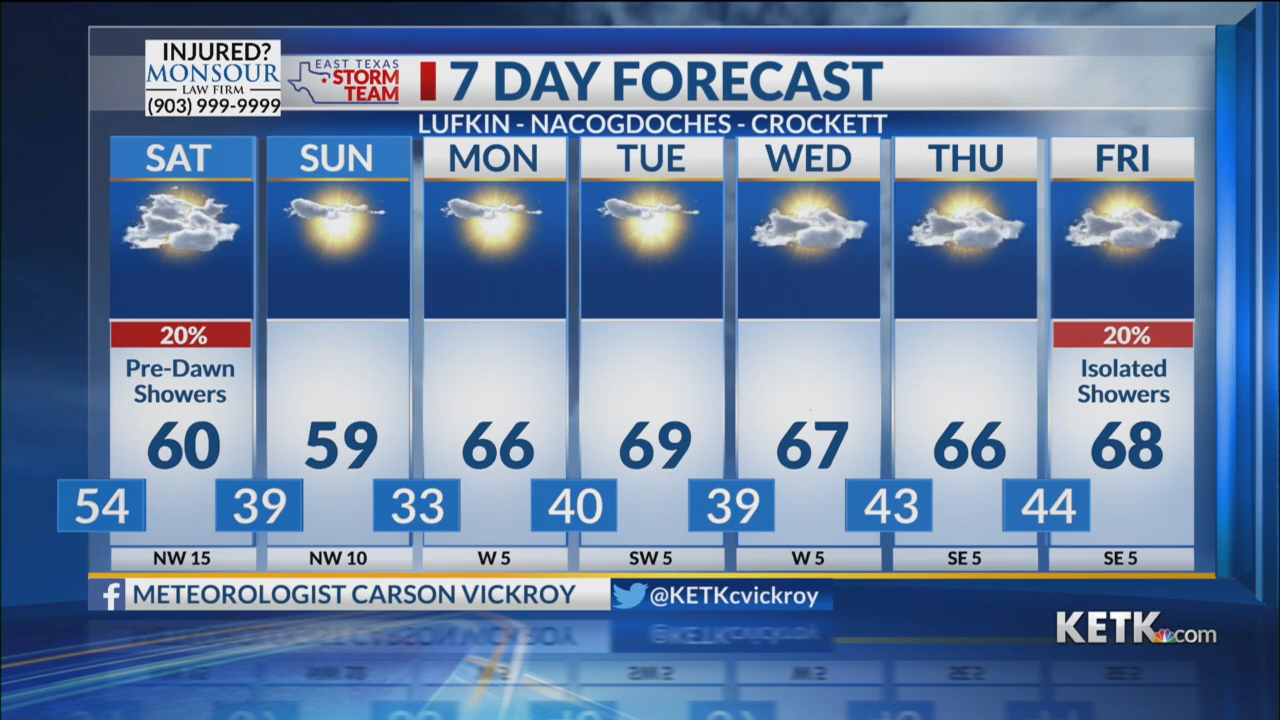 INJURED?
MONSOUR
LAW FIRM
(903) 999-9999
EAST TEXAS
STORM
TEAM
7 DAY FORECAST
LUFKIN - NACOGDOCHES - CROCKETT
SAT SUN MON TUE WED THU FRI
20% 20%
Pre-Dawn Isolated
Showers Showers
60 59 66 69 67 66 68
54 39 33 40 39 43 44
NW 15 NW 10 W 5 SW 5 W 5 SE 5 SE 5
METEOROLOGIST CARSON VICKROY @KETKcvickroy
KETK.com